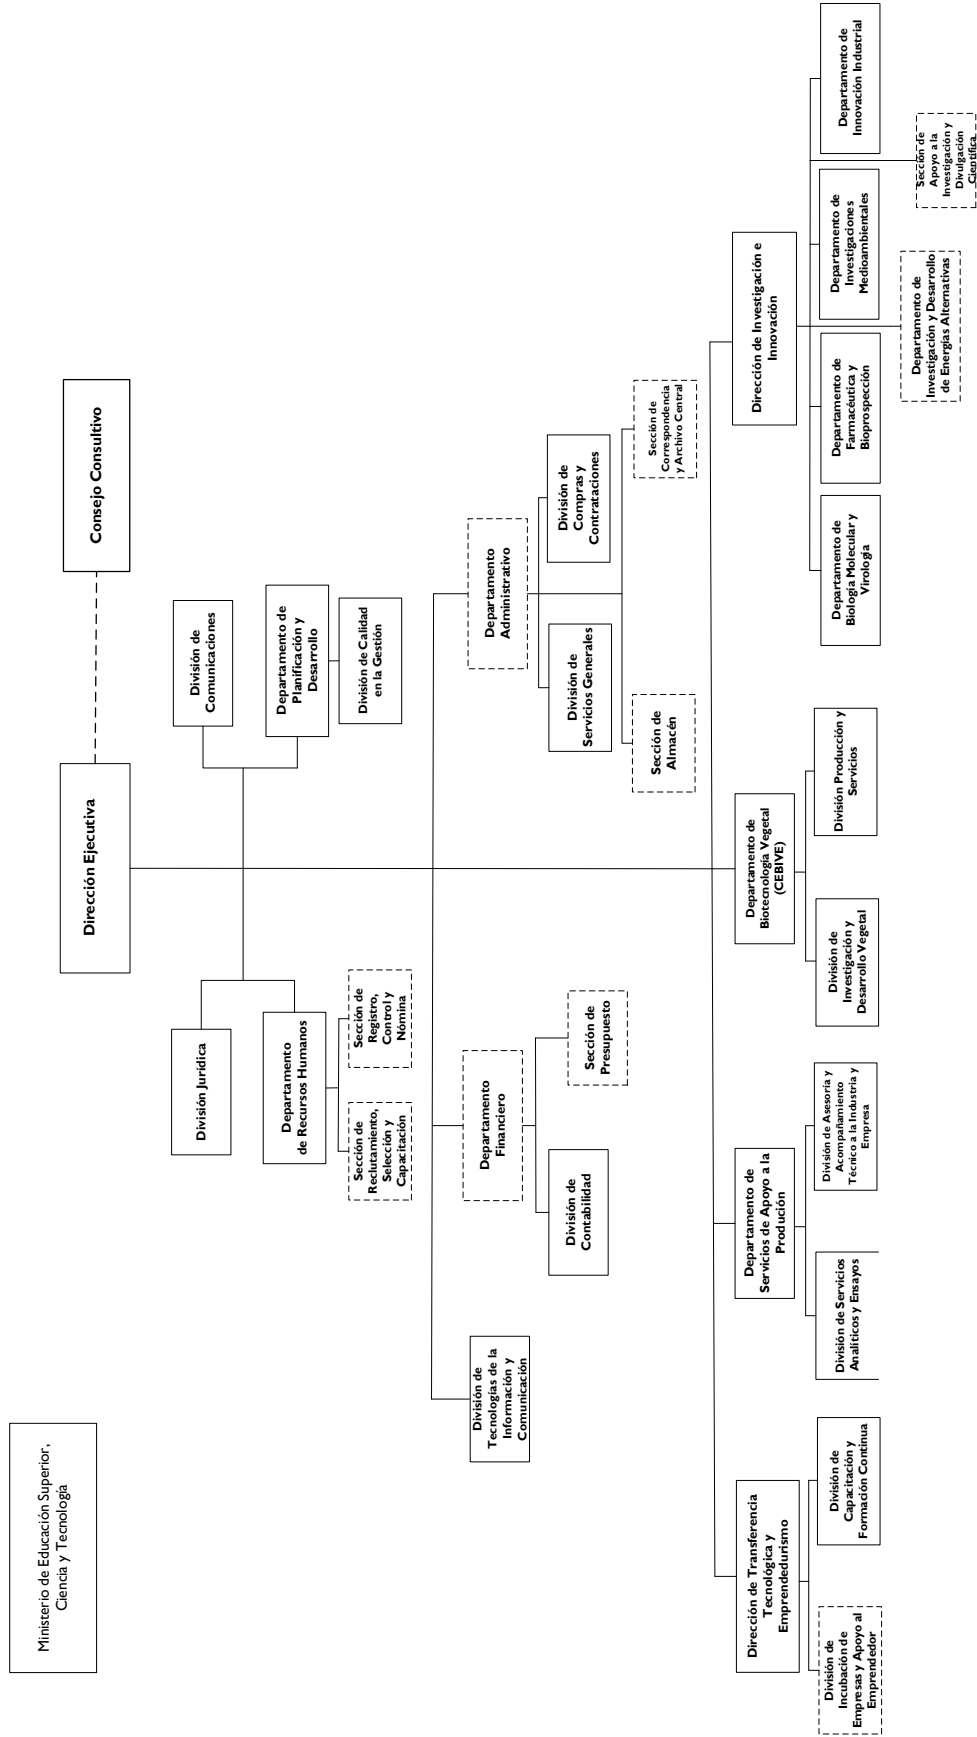 Ministerio de Educación Superior,
Ciencia y Tecnología
Dirección Ejecutiva
Consejo Consultivo
División Jurídica
División de
Comunicaciones
Departamento
de Recursos Humanos
Departamento de
Planificación y
Desarrollo
Sección de
Reclutamiento,
Selección y
Capacitación
Sección de
Registro,
Control y
Nómina
División de Calidad
en la Gestión
División de
Tecnologías de la
Información y
Comunicación
Departamento
Financiero
Departamento
Administrativo
División de
Contabilidad
Sección de
Presupuesto
División de
Servicios Generales
División de
Compras y
Contrataciones
Sección de
Almacén
Sección de
Correspondencia
y Archivo Central
Dirección de Transferencia
Tecnológica y
Emprendedurismo
Departamento de
Servicios de Apoyo a la
Produción
Departamento de
Biotecnología Vegetal
(CEBIVE)
Dirección de Investigación e
Innovación
División de
Incubación de
Empresas y Apoyo al
Emprendedor
División de
Capacitación y
Formación Continua
División de Servicios
Analíticos y Ensayos
División de Asesoría y
Acompañamiento
Técnico a la Industria y
Empresa
División de
Investigación y
Desarrollo Vegetal
División Producción y
Servicios
Departamento de
Biología Molecular y
Virología
Departamento de
Farmacéutica y
Bioprospección
Departamento de
Investigaciones
Medioambientales
Departamento de
Innovación Industrial
Departamento de
Investigación y Desarrollo
de Energías Alternativas
Sección de
Apoyo a la
Investigación y
Divulgación
Científica